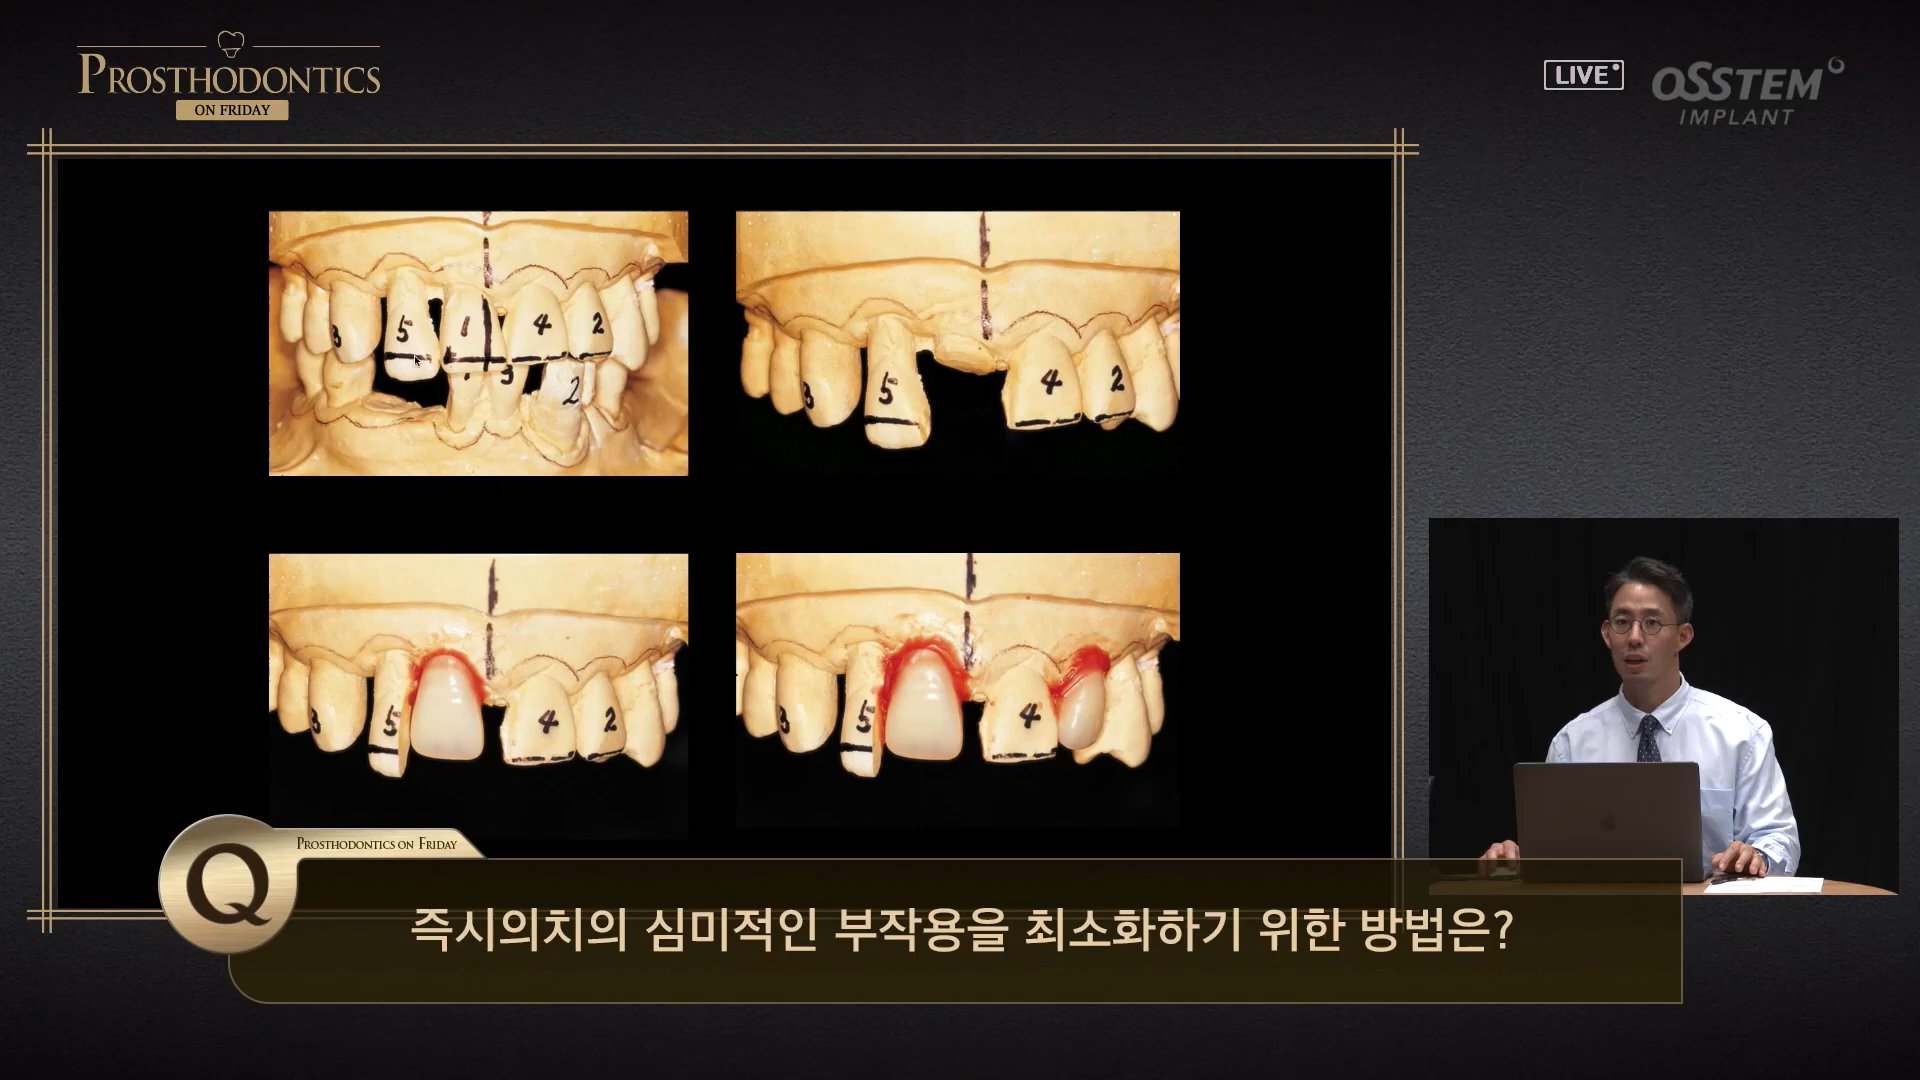 PROSTHODONTICS
ON FRIDAY
LIVE
OSSTEM
IMPLANT
3 5 1 4 2
3 2
3 5 4 2
3 5 4 2
3 5 4
Q PROSTHODONTICS ON FRIDAY
즉시의치의 심미적인 부작용을 최소화하기 위한 방법은?